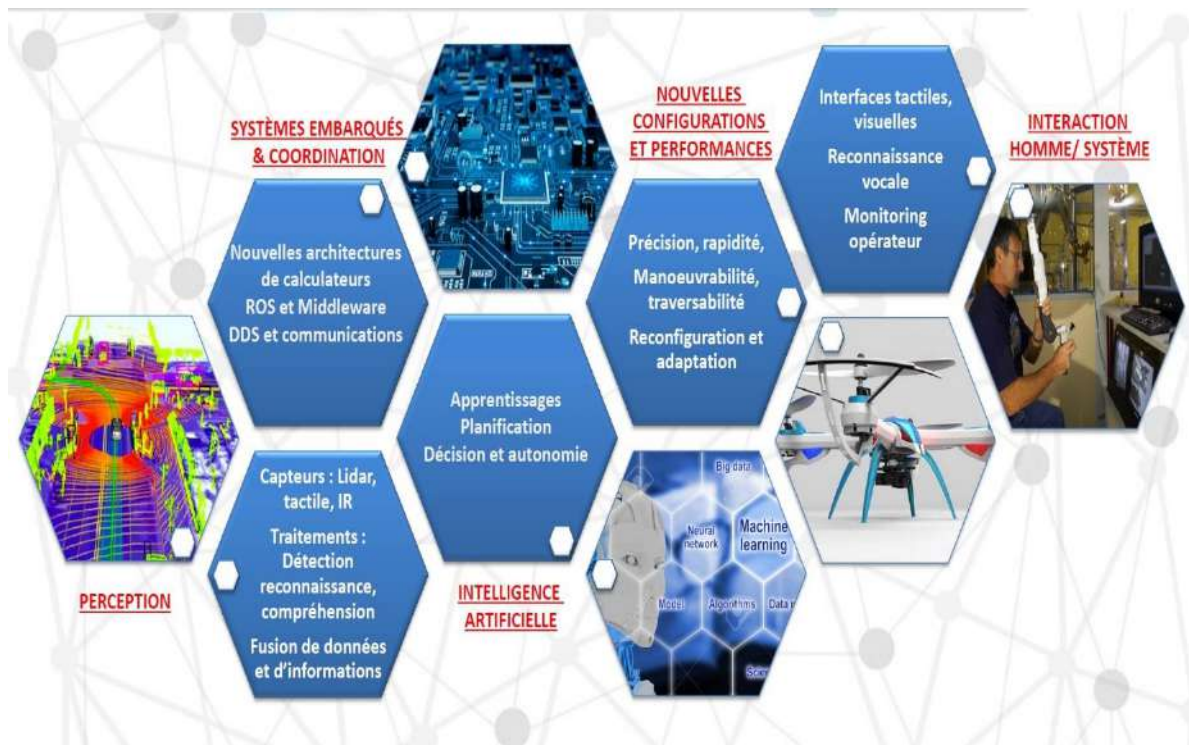 SYSTÈMES EMBARQUÉS
& COORDINATION
Nouvelles architectures
de calculateurs
ROS et Middleware
DDS et communications
PERCEPTION
Capteurs : Lidar,
tactile, IR
Traitements :
Détection
reconnaissance,
compréhension
Fusion de données
et d'informations
Apprentissages
Planification
Décision et autonomie
INTELLIGENCE
ARTIFICIELLE
NOUVELLES
CONFIGURATIONS
ET PERFORMANCES
Précision, rapidité,
Manoeuvrabilité,
traversabilité
Reconfiguration et
adaptation
Big data
Neural
network
Machine
learning
Model
Algorithms
Interfaces tactiles,
visuelles
Reconnaissance
vocale
Monitoring
opérateur
INTERACTION
HOMME/ SYSTÈME